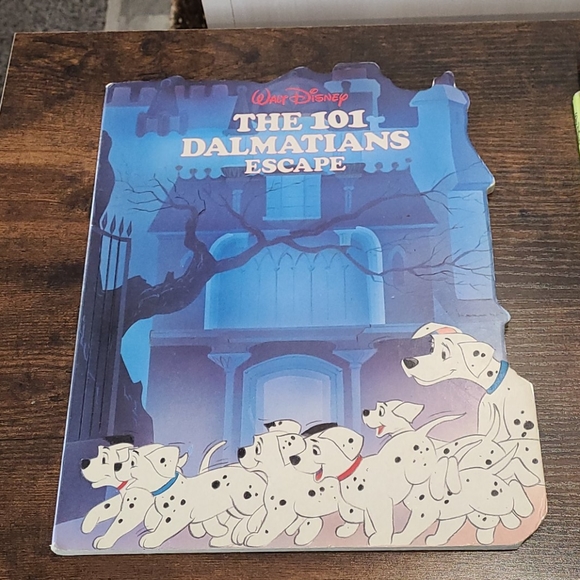 Walt Disney
THE 101
DALMATIANS
ESCAPE